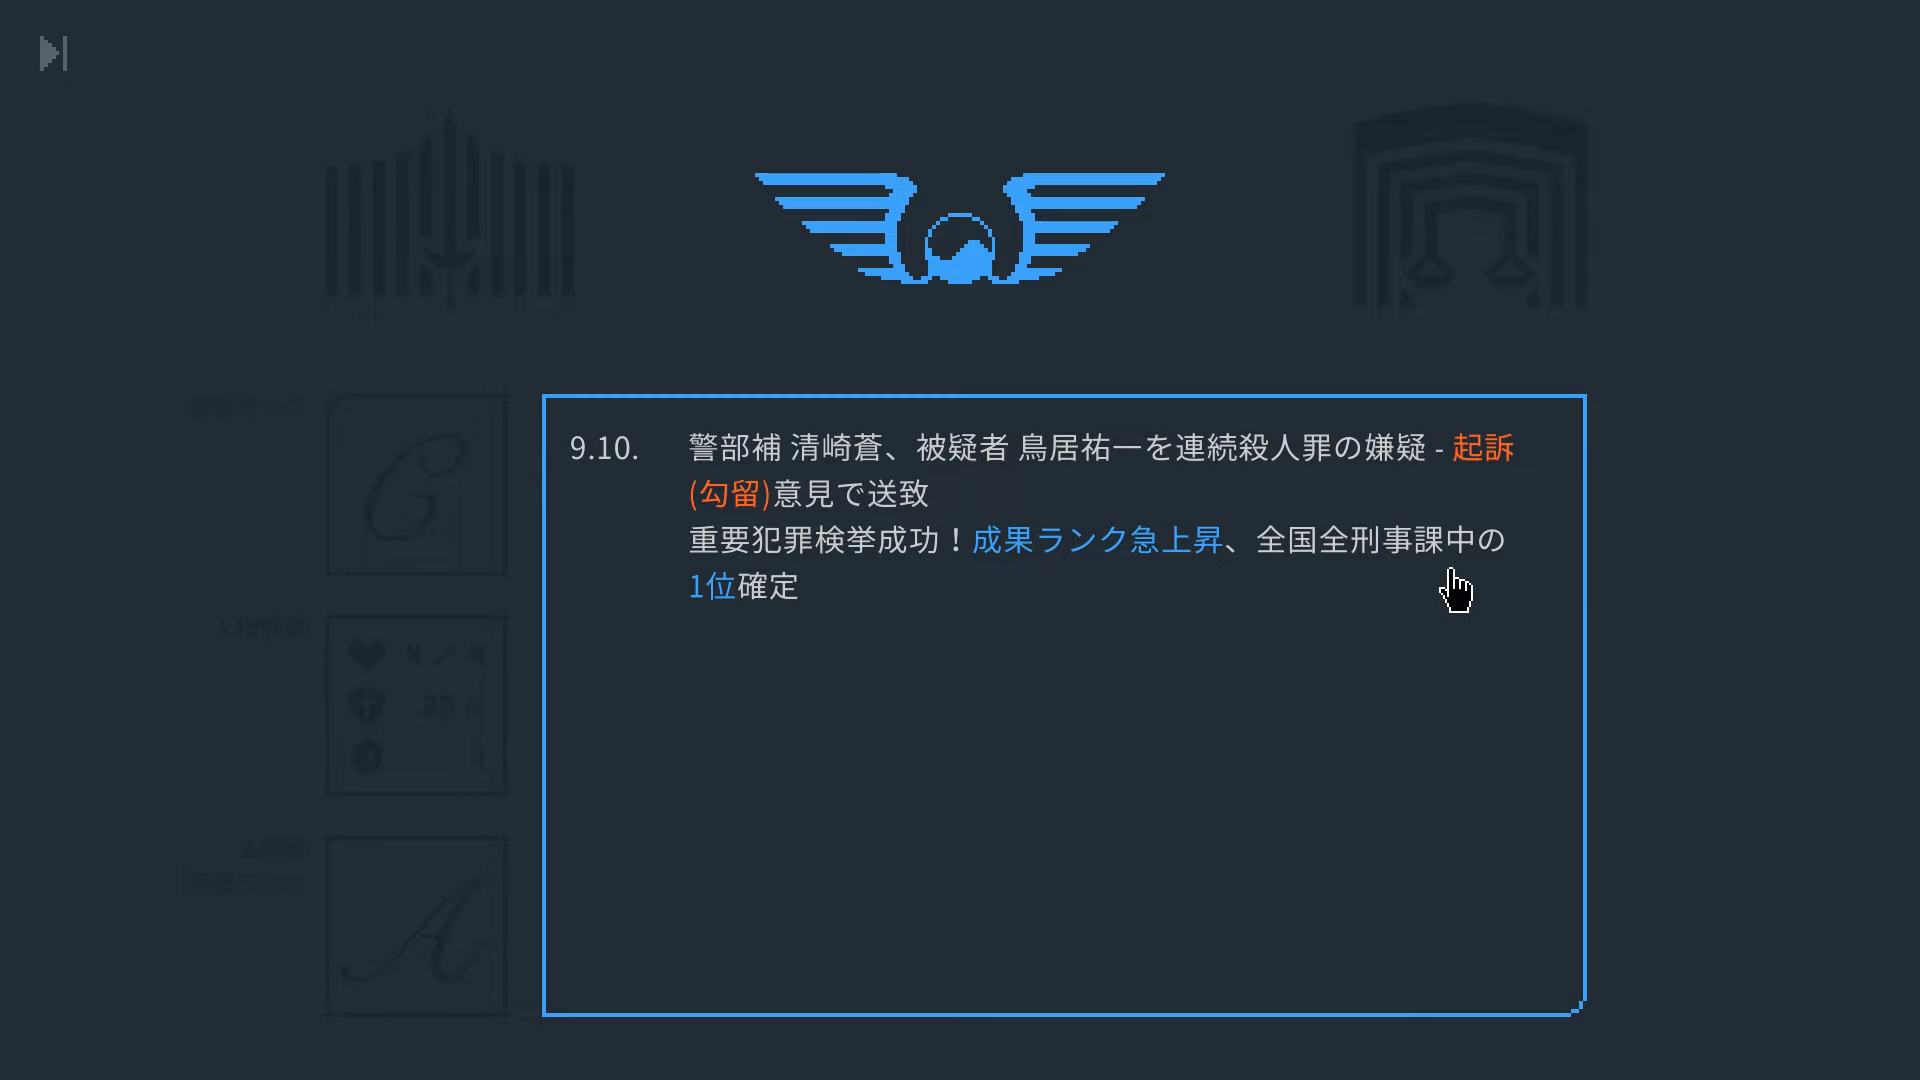 9.10. 警部補 清崎蒼、被疑者 鳥居祐一を連続殺人罪の嫌疑 - 起訴
(勾留)意見で送致
重要犯罪検挙成功！成果ランク急上昇、全国全刑事課中の
1位確定
G
A